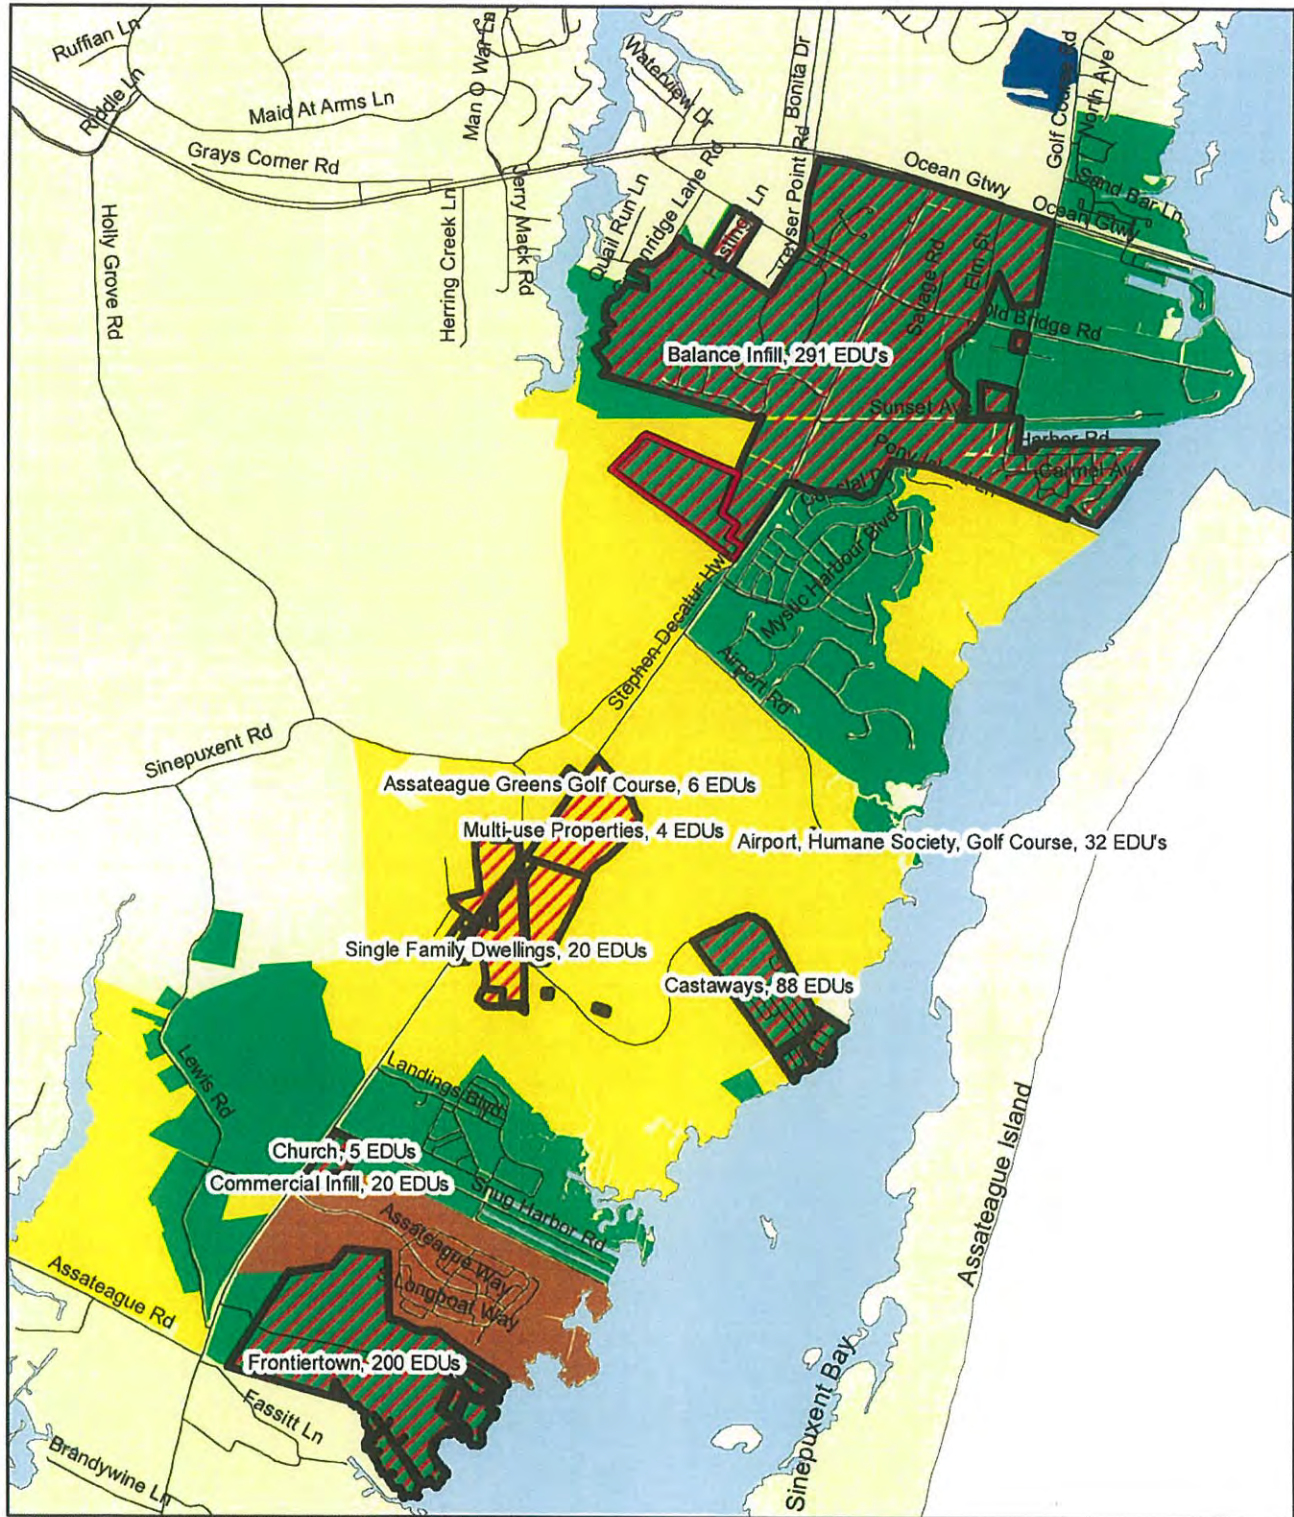 Ruffian Ln
Riddle Ln
Maid At Arms Ln
Man O War Ln
Grays Corner Rd
Jerry Mack Rd
Herring Creek Ln
Holly Grove Rd
Waterview Dr
Bonita Dr
Keyser Point Rd
Golf Course Rd
North Ave
Sand Bar Ln
Ocean Gtwy
Ocean Gtwy
Quail Run Ln
Lane Rd
Ln
Savage Rd
Elm St
Old Bridge Rd
Balance Infill, 291 EDU's
Sunset Ave
Harbor Rd
Carmel Ave
Mystic Harbour Blvd
Stephen Decatur Hwy
Airport Rd
Sinepuxent Rd
Assateague Greens Golf Course, 6 EDUs
Multi-use Properties, 4 EDUs
Airport, Humane Society, Golf Course, 32 EDU's
Single Family Dwellings, 20 EDUs
Castaways, 88 EDUs
Lewis Rd
Landings Blvd
Church, 5 EDUs
Commercial Infill, 20 EDUs
Snug Harbor Rd
Assateague Way
S Longboat Way
Assateague Rd
Frontiertown, 200 EDUs
Fassitt Ln
Brandywine Ln
Assateague Island
Sinepuxent Bay